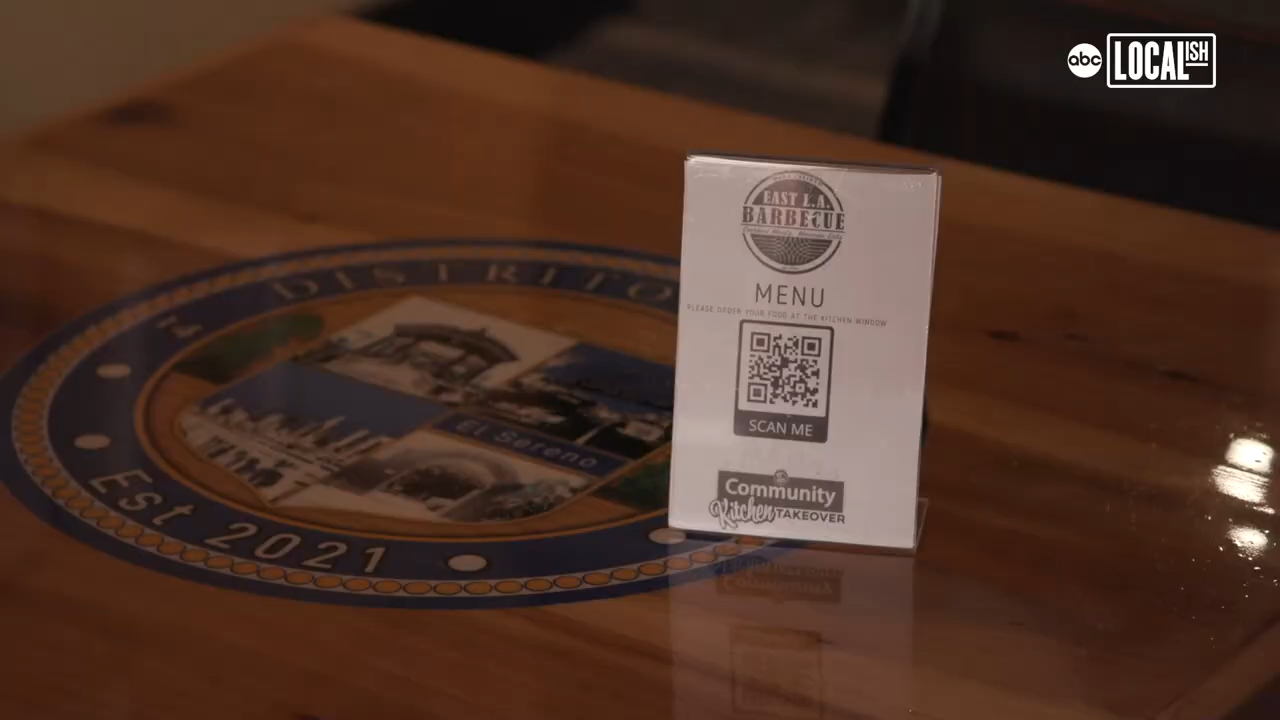 abc LOCALISH
EAST L.A.
BARBECUE
MENU
PLEASE ORDER YOUR FOOD AT THE KITCHEN WINDOW
SCAN ME
Community
Kitchen TAKEOVER
DISTRITO
14
El Sereno
Est 2021